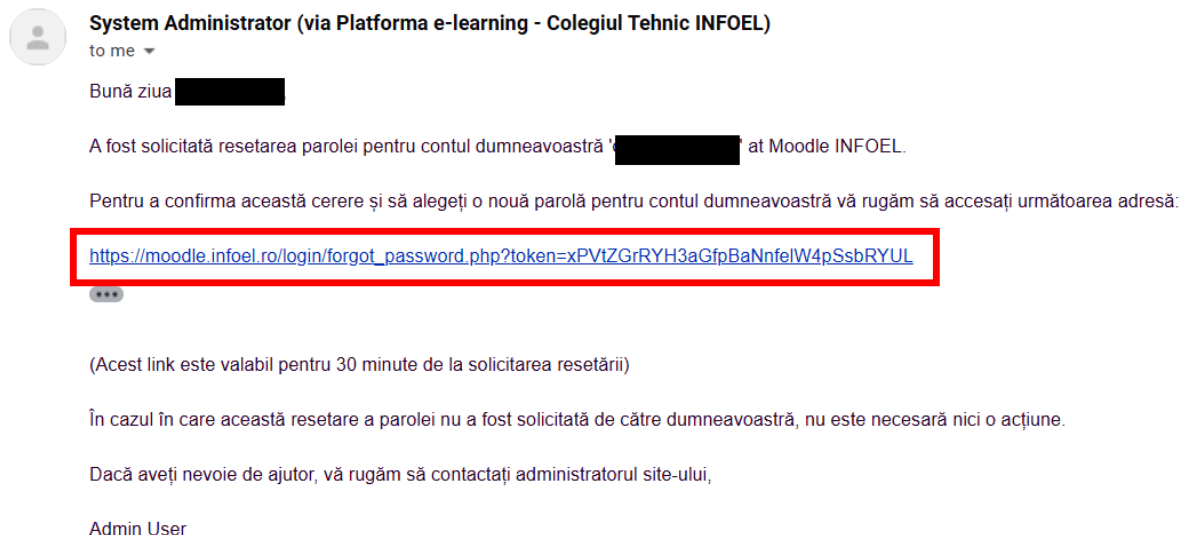 System Administrator (via Platforma e-learning - Colegiul Tehnic INFOEL)
to me
Bună ziua
A fost solicitată resetarea parolei pentru contul dumneavoastră ' ' at Moodle INFOEL.
Pentru a confirma această cerere și să alegeți o nouă parolă pentru contul dumneavoastră vă rugăm să accesați următoarea adresă:
https://moodle.infoel.ro/login/forgot_password.php?token=xPVtZGrRYH3aGfpBaNnfelW4pSsbRYUL
(Acest link este valabil pentru 30 minute de la solicitarea resetării)
În cazul în care această resetare a parolei nu a fost solicitată de către dumneavoastră, nu este necesară nici o acțiune.
Dacă aveți nevoie de ajutor, vă rugăm să contactați administratorul site-ului,
Admin User